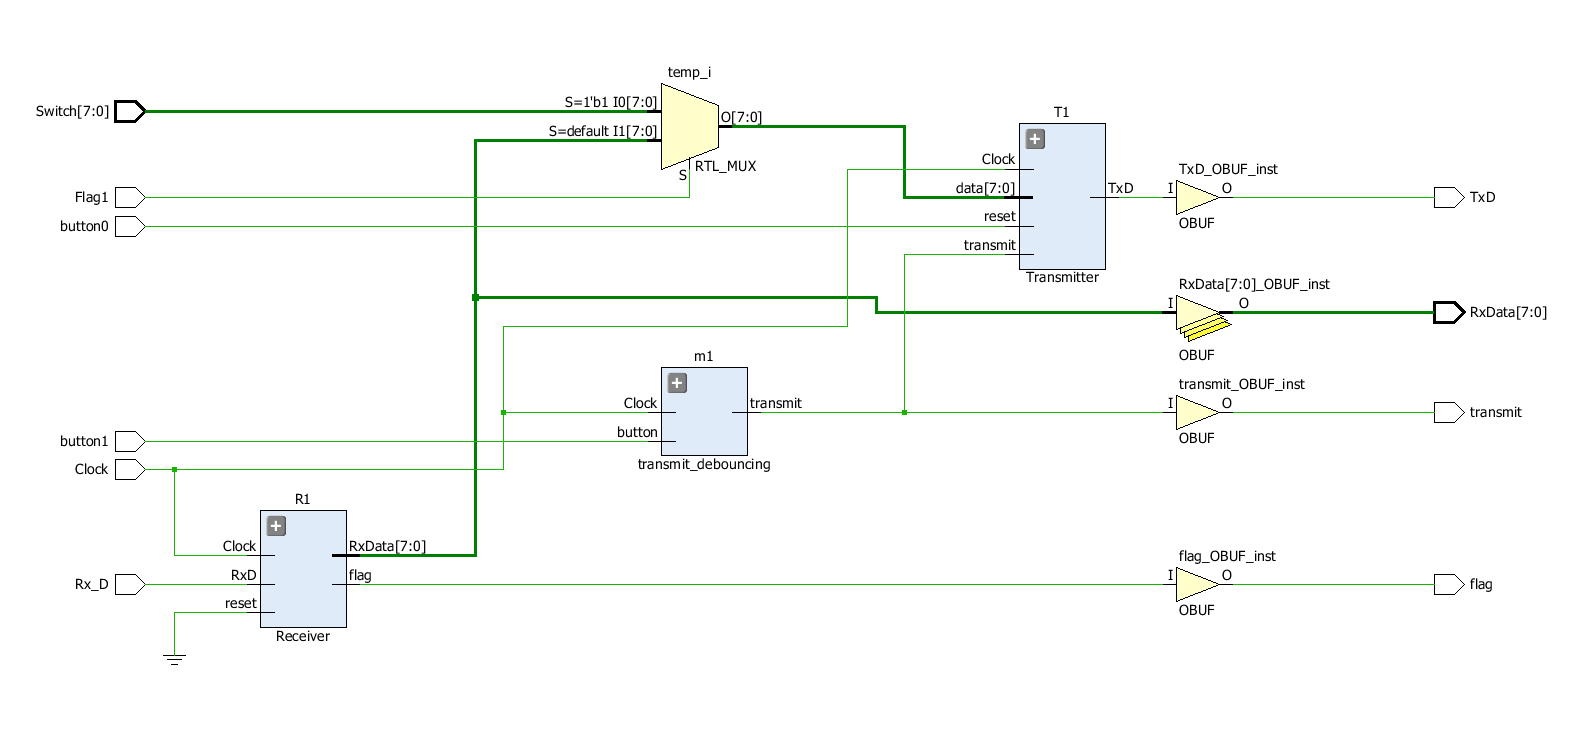 temp_i
Switch[7:0]
S=1'b1 I0[7:0]
S=default I1[7:0]
O[7:0]
S
RTL_MUX
T1
Clock
data[7:0]
reset
transmit
TxD
Transmitter
TxD_OBUF_inst
I
O
OBUF
TxD
Flag1
button0
RxData[7:0]_OBUF_inst
I
O
OBUF
RxData[7:0]
m1
Clock
button
transmit
transmit_debouncing
transmit_OBUF_inst
I
O
OBUF
transmit
button1
Clock
R1
Clock
RxD
reset
RxData[7:0]
flag
Receiver
Rx_D
flag_OBUF_inst
I
O
OBUF
flag